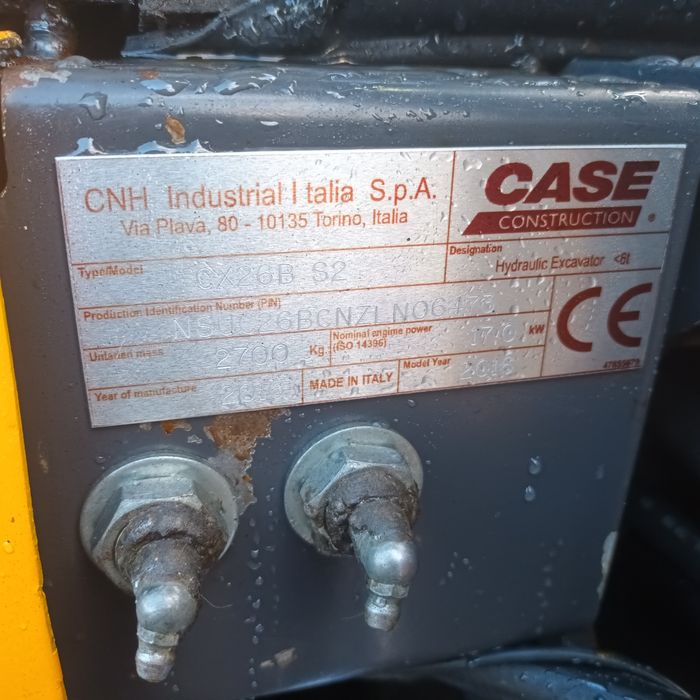 CNH Industrial Italia S.p.A.
Via Plava, 80 - 10135 Torino, Italia
CASE
CONSTRUCTION
Type/Model CX26B S2
Designation Hydraulic Excavator <6t
Production Identification Number (PIN)
Unladen mass Kg.
Nominal engine power (ISO 14396) 17/0 kW
Year of manufacture
MADE IN ITALY
Model Year
CE